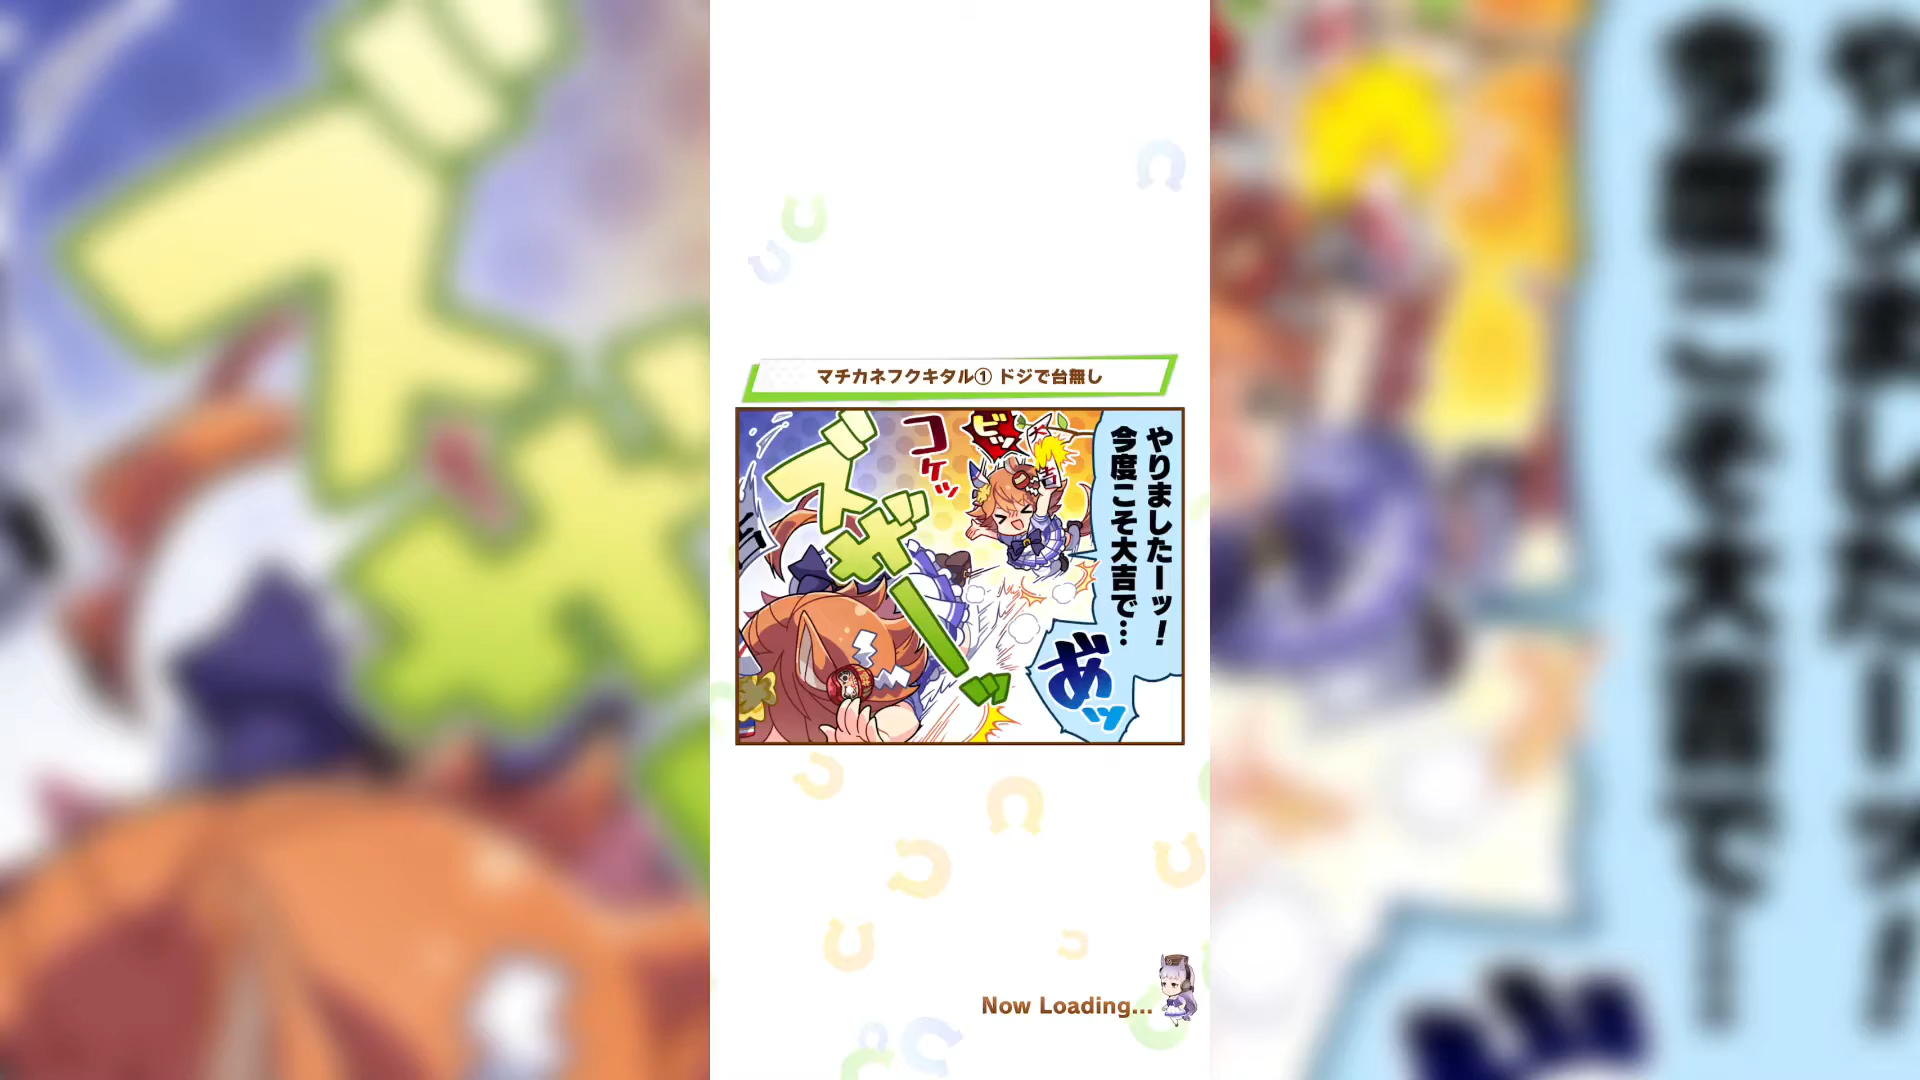 マチカネフクキタル① ドジで台無し
やりましたーッ!
今度こそ大吉で…
ビッ
コケッ
大
吉
あッ
ズザーッ
Now Loading...